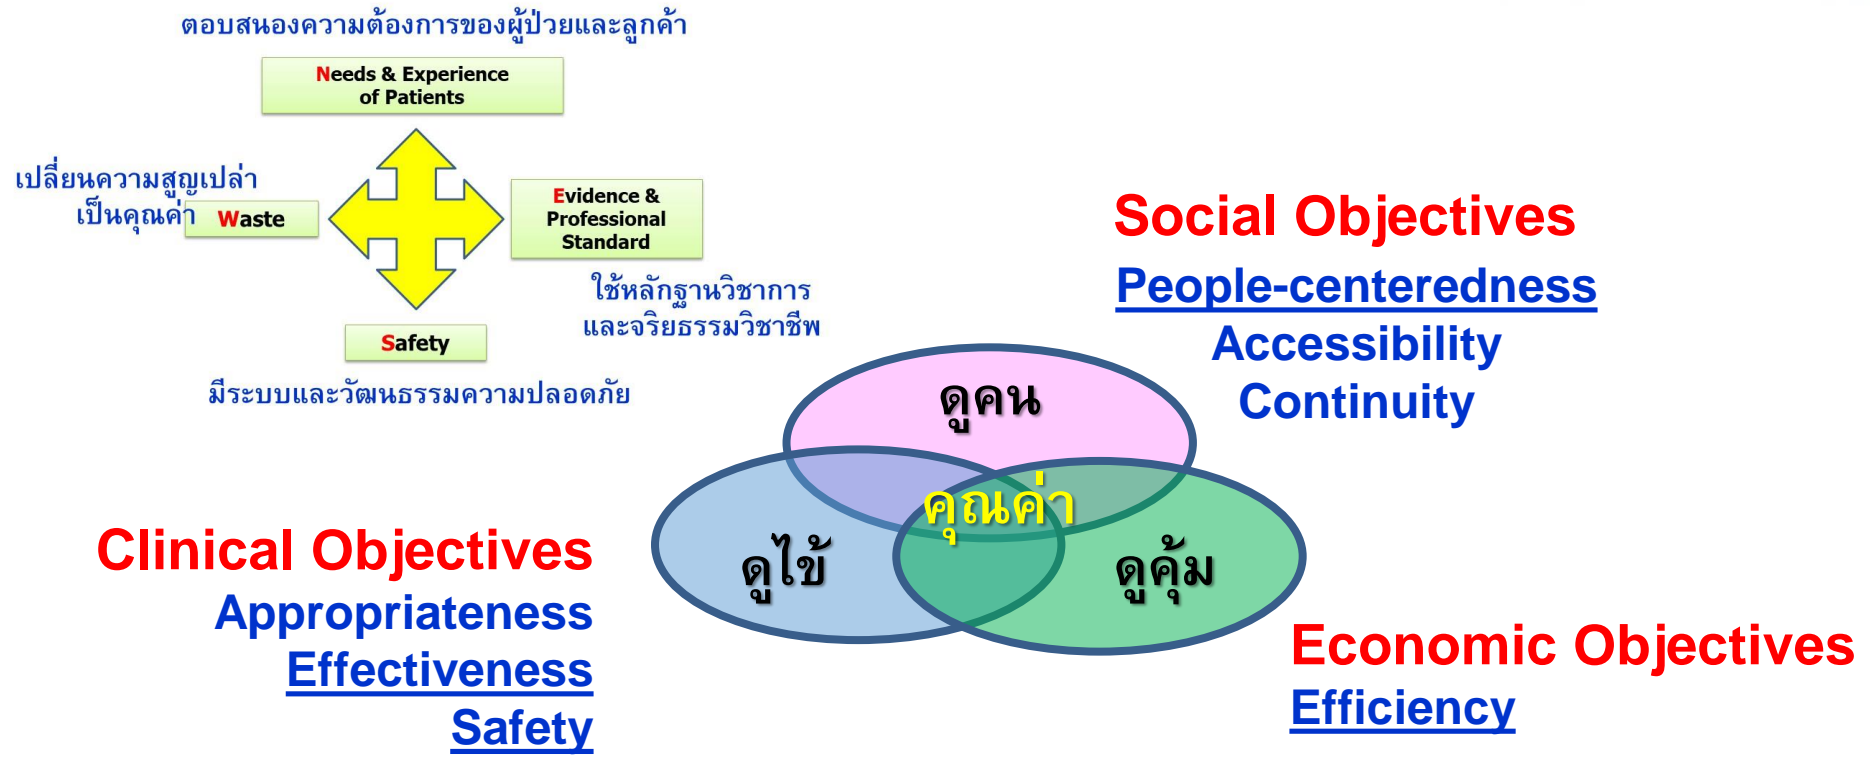 ตอบสนองความต้องการของผู้ป่วยและลูกค้า
Needs & Experience
of Patients
เปลี่ยนความสูญเปล่า
เป็นคุณค่า
Waste
Evidence &
Professional
Standard
ใช้หลักฐานวิชาการ
และจริยธรรมวิชาชีพ
Safety
มีระบบและวัฒนธรรมความปลอดภัย
Social Objectives
People-centeredness
Accessibility
Continuity
ดูคน
คุณค่า
ดูไข้
ดูคุ้ม
Clinical Objectives
Appropriateness
Effectiveness
Safety
Economic Objectives
Efficiency